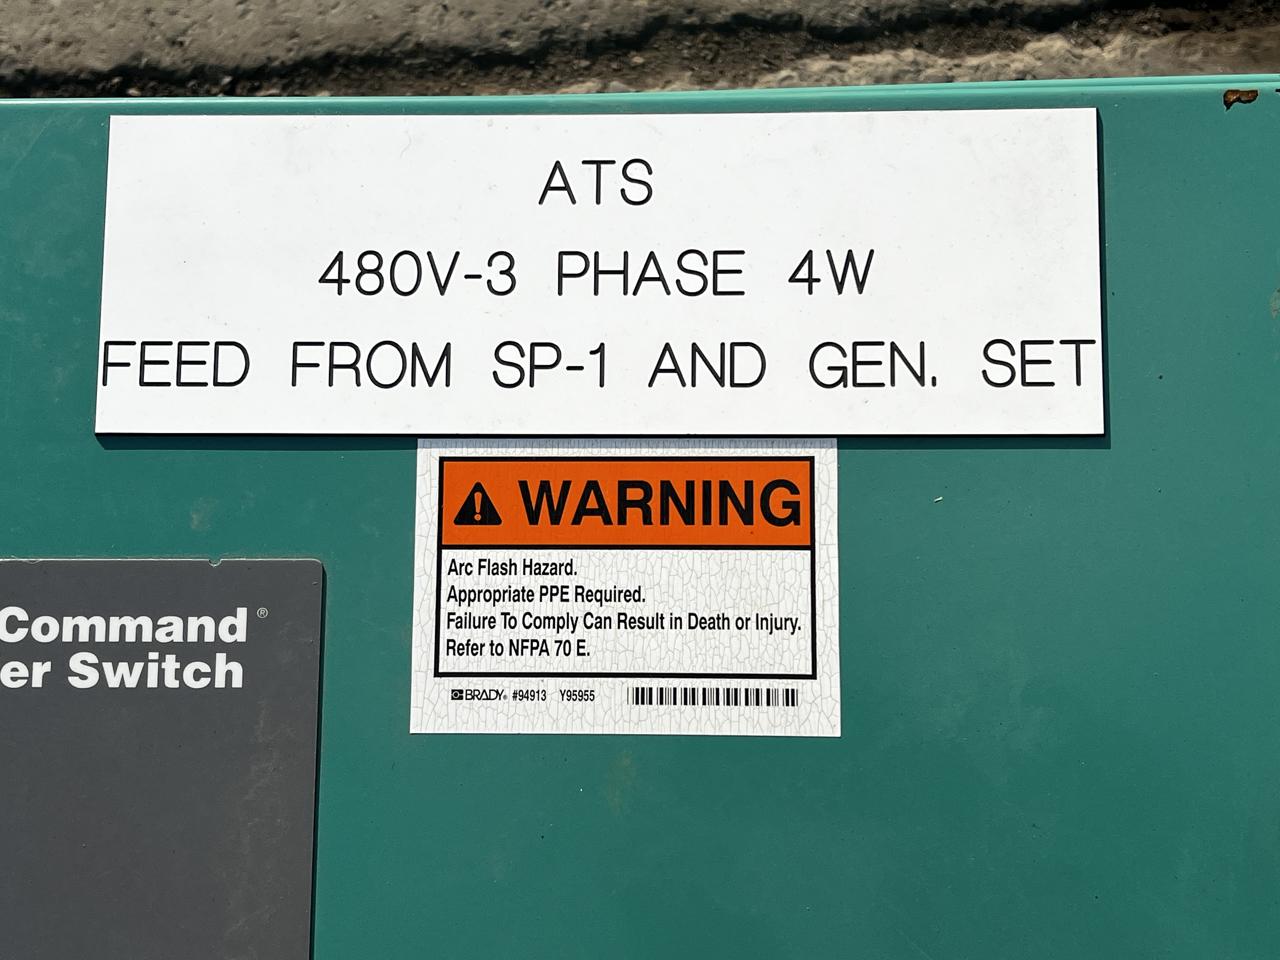 ATS
480V-3 PHASE 4W
FEED FROM SP-1 AND GEN. SET
WARNING
Arc Flash Hazard.
Appropriate PPE Required.
Failure To Comply Can Result in Death or Injury.
Refer to NFPA 70 E.
BRADY® #94913 Y95955
Command®
er Switch